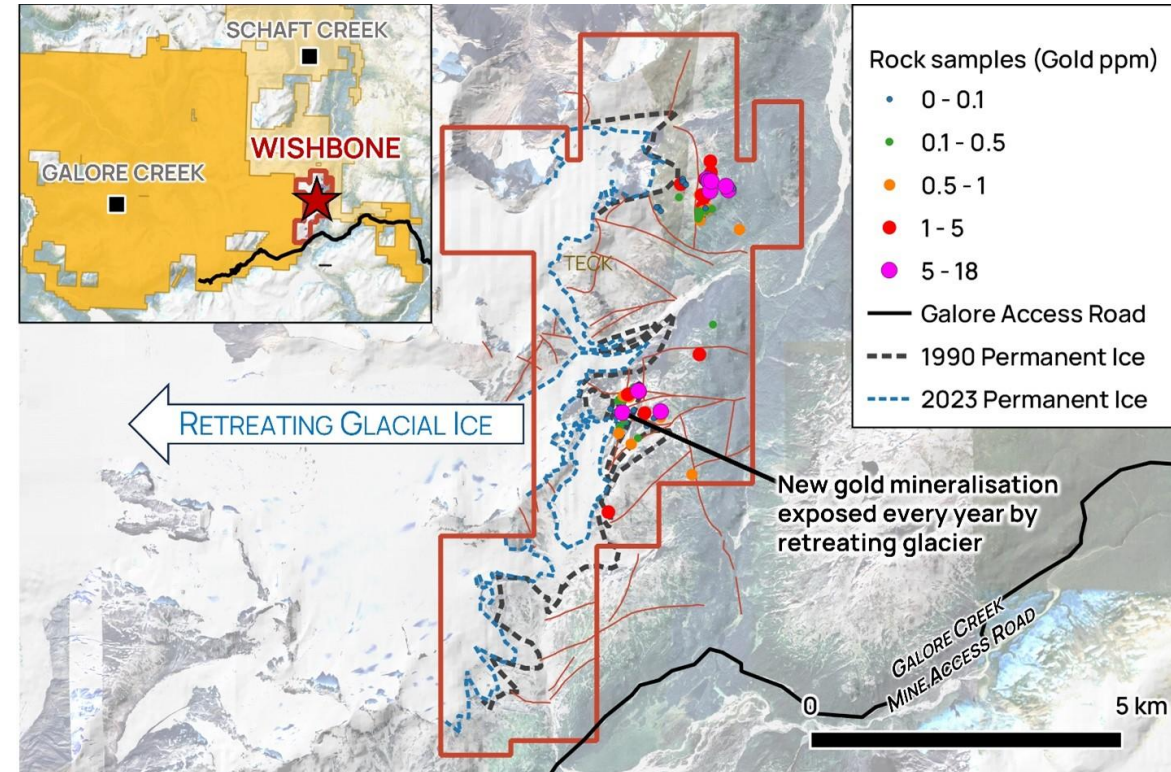 SCHAFT CREEK
WISHBONE
GALORE CREEK
Rock samples (Gold ppm)
0 - 0.1
0.1 - 0.5
0.5 - 1
1 - 5
5 - 18
Galore Access Road
1990 Permanent Ice
2023 Permanent Ice
TECK
RETREATING GLACIAL ICE
New gold mineralisation
exposed every year by
retreating glacier
GALORE CREEK
MINE ACCESS ROAD
0 5 km